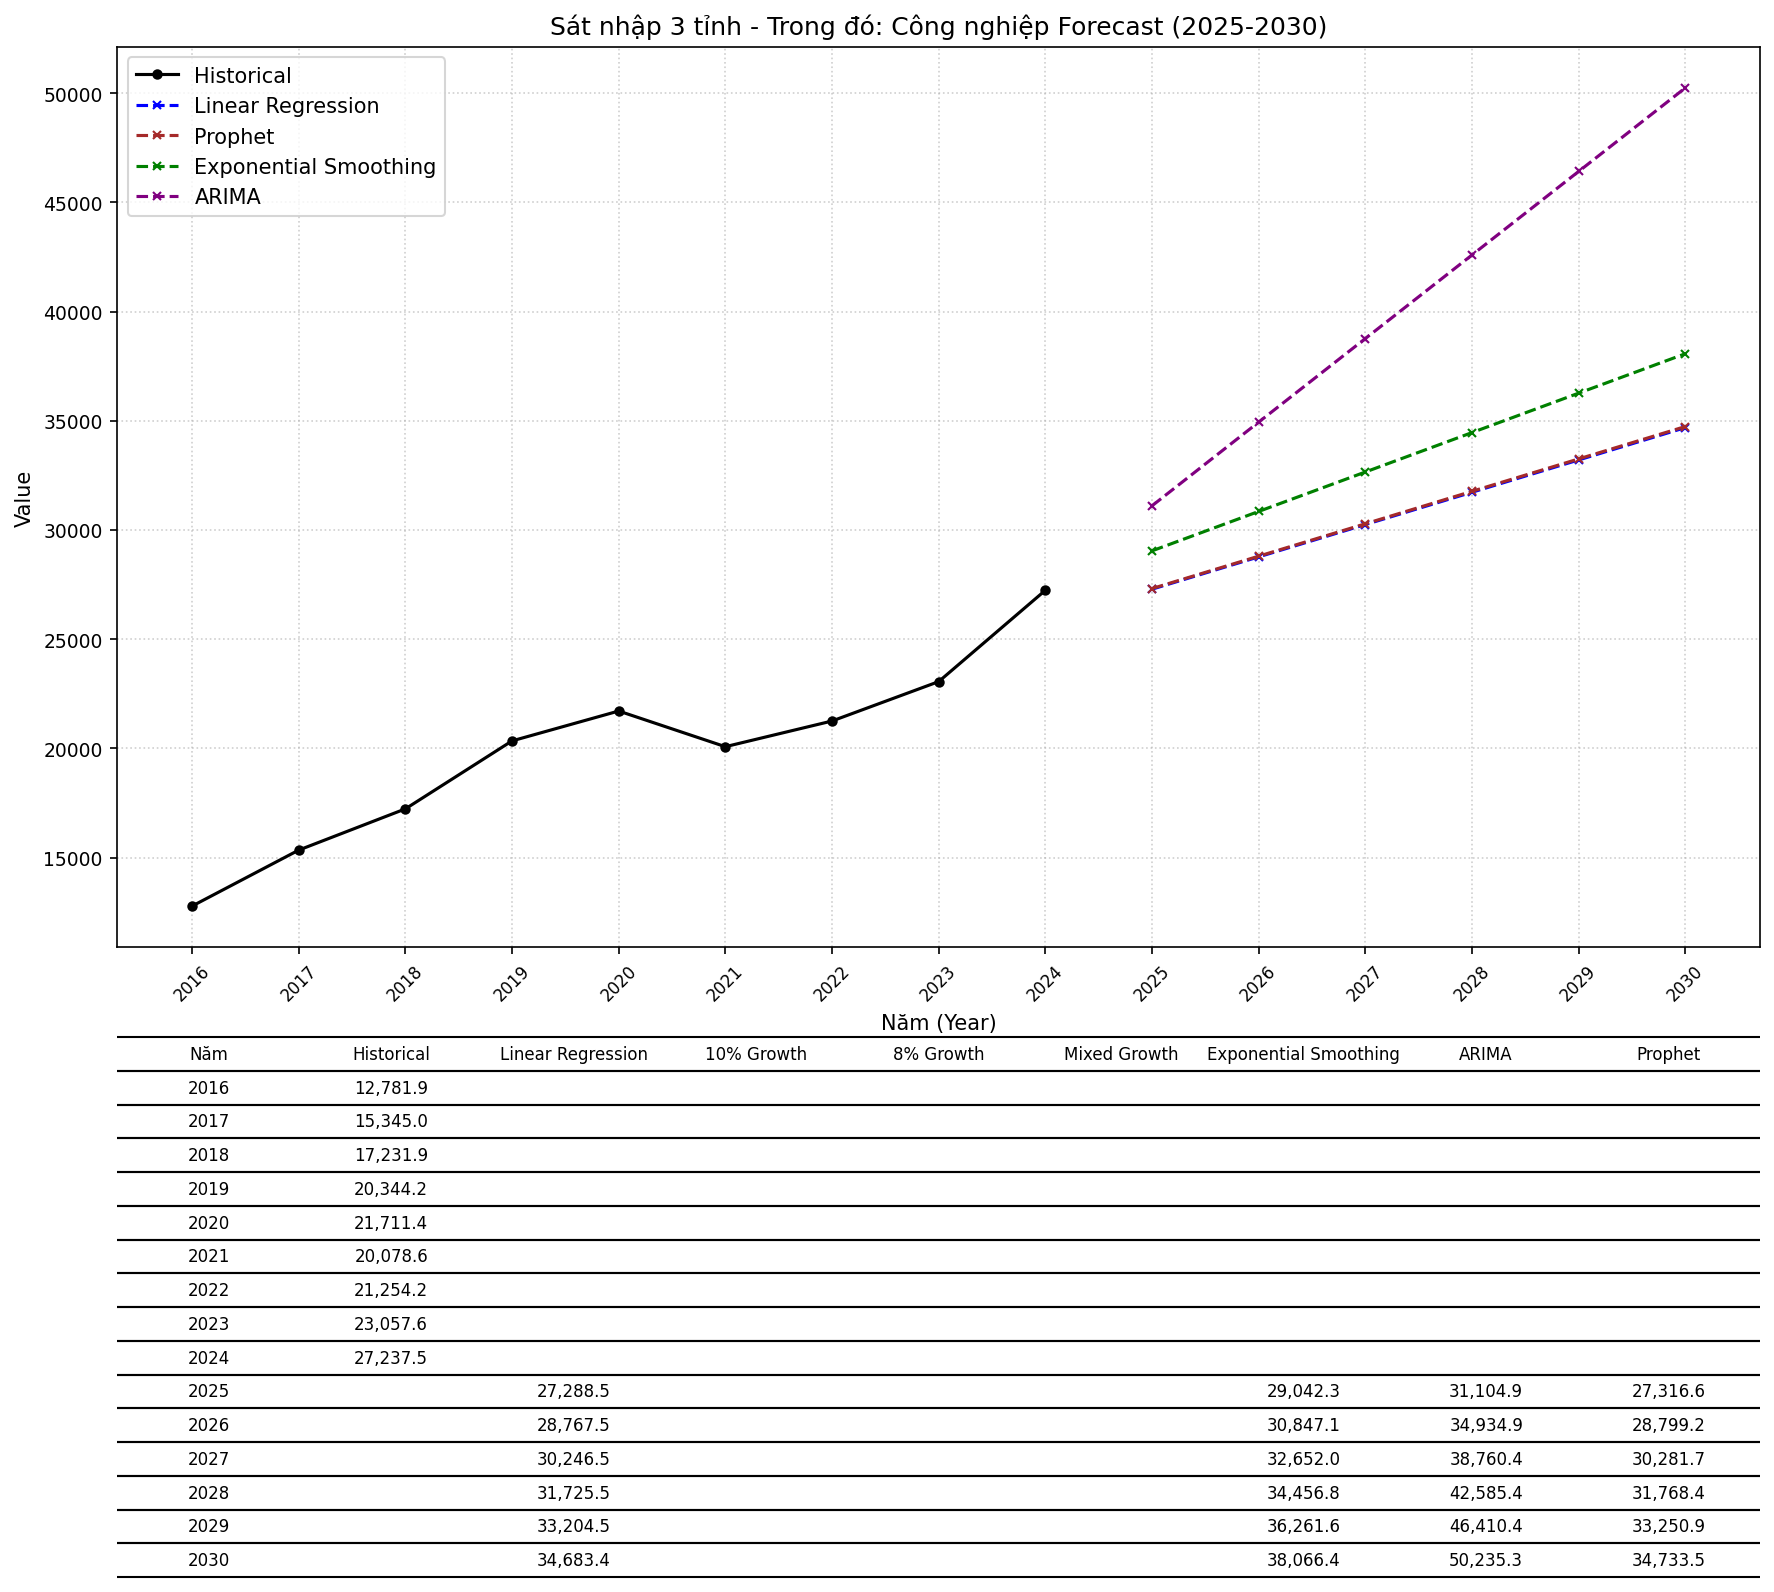 Sát nhập 3 tỉnh - Trong đó: Công nghiệp Forecast (2025-2030)
Historical
Linear Regression
Prophet
Exponential Smoothing
ARIMA
Value
50000
45000
40000
35000
30000
25000
20000
15000
2016 2017 2018 2019 2020 2021 2022 2023 2024 2025 2026 2027 2028 2029 2030
Năm (Year)
Năm Historical Linear Regression 10% Growth 8% Growth Mixed Growth Exponential Smoothing ARIMA Prophet
2016 12,781.9
2017 15,345.0
2018 17,231.9
2019 20,344.2
2020 21,711.4
2021 20,078.6
2022 21,254.2
2023 23,057.6
2024 27,237.5
2025 27,288.5 29,042.3 31,104.9 27,316.6
2026 28,767.5 30,847.1 34,934.9 28,799.2
2027 30,246.5 32,652.0 38,760.4 30,281.7
2028 31,725.5 34,456.8 42,585.4 31,768.4
2029 33,204.5 36,261.6 46,410.4 33,250.9
2030 34,683.4 38,066.4 50,235.3 34,733.5